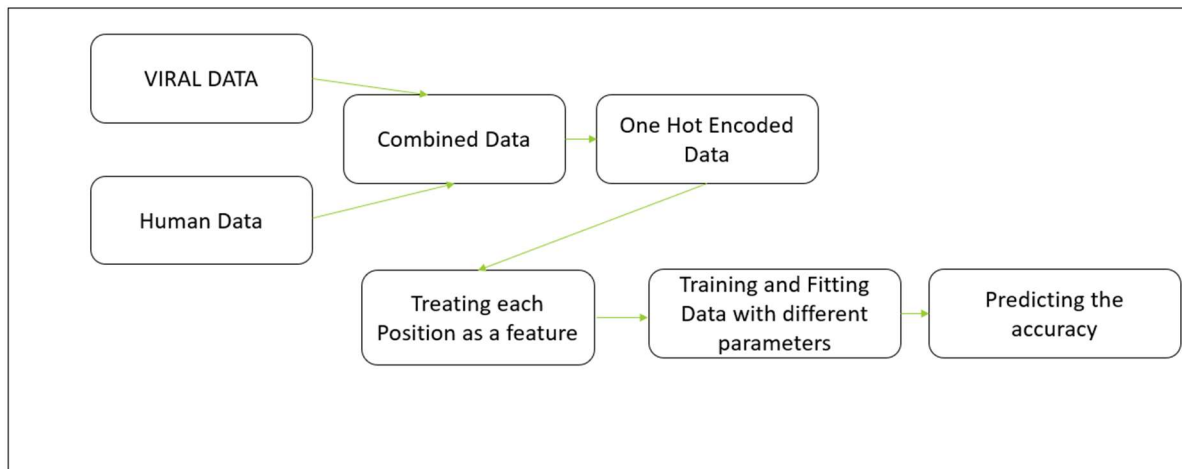 VIRAL DATA
Human Data
Combined Data
One Hot Encoded
Data
Treating each
Position as a feature
Training and Fitting
Data with different
parameters
Predicting the
accuracy